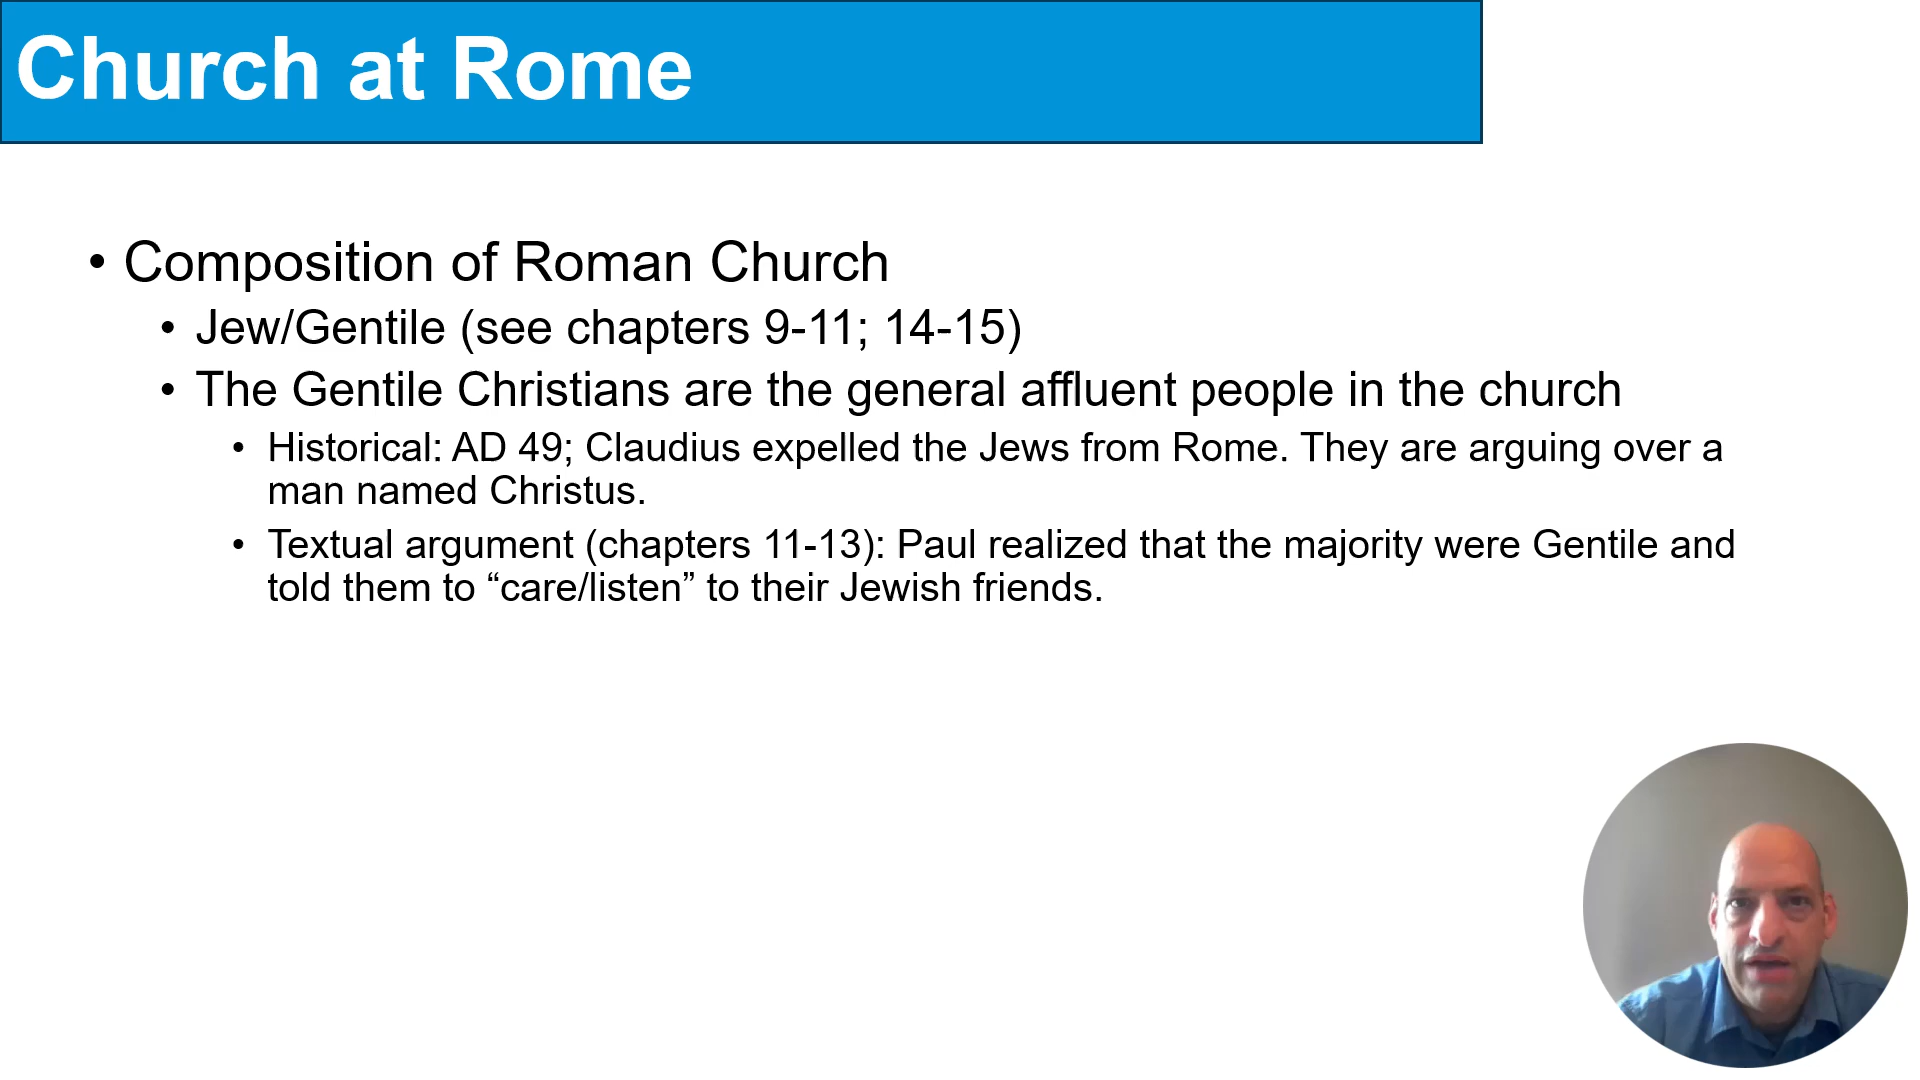 Church at Rome
• Composition of Roman Church
• Jew/Gentile (see chapters 9-11; 14-15)
• The Gentile Christians are the general affluent people in the church
• Historical: AD 49; Claudius expelled the Jews from Rome. They are arguing over a
man named Christus.
• Textual argument (chapters 11-13): Paul realized that the majority were Gentile and
told them to “care/listen” to their Jewish friends.